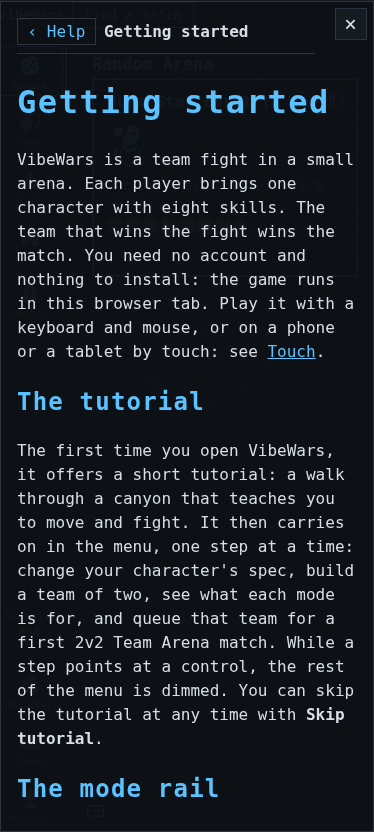 ‹ Help Getting started ×
Random Arena
Getting started
VibeWars is a team fight in a small
arena. Each player brings one
character with eight skills. The
team that wins the fight wins the
match. You need no account and
nothing to install: the game runs
in this browser tab. Play it with a
keyboard and mouse, or on a phone
or a tablet by touch: see Touch.
The tutorial
The first time you open VibeWars,
it offers a short tutorial: a walk
through a canyon that teaches you
to move and fight. It then carries
on in the menu, one step at a time:
change your character's spec, build
a team of two, see what each mode
is for, and queue that team for a
first 2v2 Team Arena match. While a
step points at a control, the rest
of the menu is dimmed. You can skip
the tutorial at any time with Skip
tutorial.
The mode rail